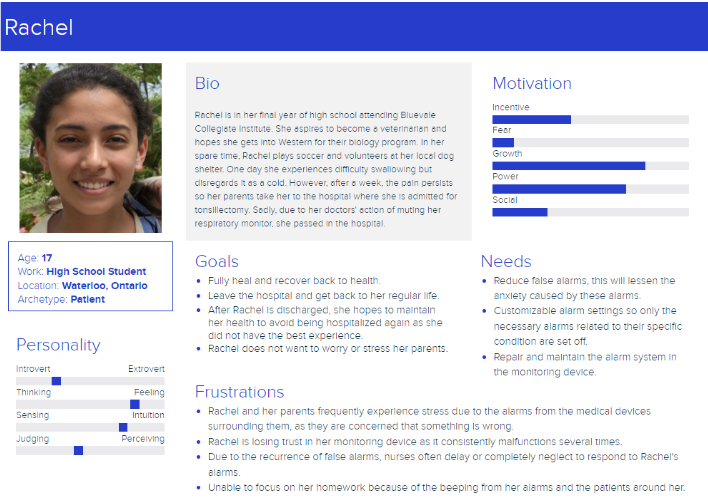 Rachel
Bio
Rachel is in her final year of high school attending Bluevale
Collegiate Institute. She aspires to become a veterinarian and
hopes she gets into Western for their biology program. In her
spare time, Rachel plays soccer and volunteers at her local dog
shelter. One day she experiences difficulty swallowing but
disregards it as a cold. However, after a week, the pain persists
so her parents take her to the hospital where she is admitted for
tonsillectomy. Sadly, due to her doctors' action of muting her
respiratory monitor, she passed in the hospital.
Motivation
Incentive
Fear
Growth
Power
Social
Age: 17
Work: High School Student
Location: Waterloo, Ontario
Archetype: Patient
Personality
Introvert Extrovert
Thinking Feeling
Sensing Intuition
Judging Perceiving
Goals
• Fully heal and recover back to health.
• Leave the hospital and get back to her regular life.
• After Rachel is discharged, she hopes to maintain
her health to avoid being hospitalized again as she
did not have the best experience.
• Rachel does not want to worry or stress her parents.
Needs
• Reduce false alarms, this will lessen the
anxiety caused by these alarms.
• Customizable alarm settings so only the
necessary alarms related to their specific
condition are set off.
• Repair and maintain the alarm system in
the monitoring device.
Frustrations
• Rachel and her parents frequently experience stress due to the alarms from the medical devices
surrounding them, as they are concerned that something is wrong.
• Rachel is losing trust in her monitoring device as it consistently malfunctions several times.
• Due to the recurrence of false alarms, nurses often delay or completely neglect to respond to Rachel's
alarms.
• Unable to focus on her homework because of the beeping from her alarms and the patients around her.